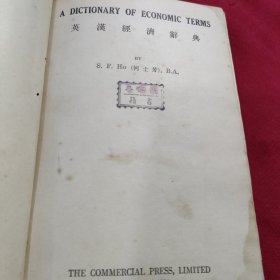 A DICTIONARY OF ECONOMIC TERMS
英漢經濟辭典
BY
S. F. Ho (何士芳), B.A.
THE COMMERCIAL PRESS, LIMITED